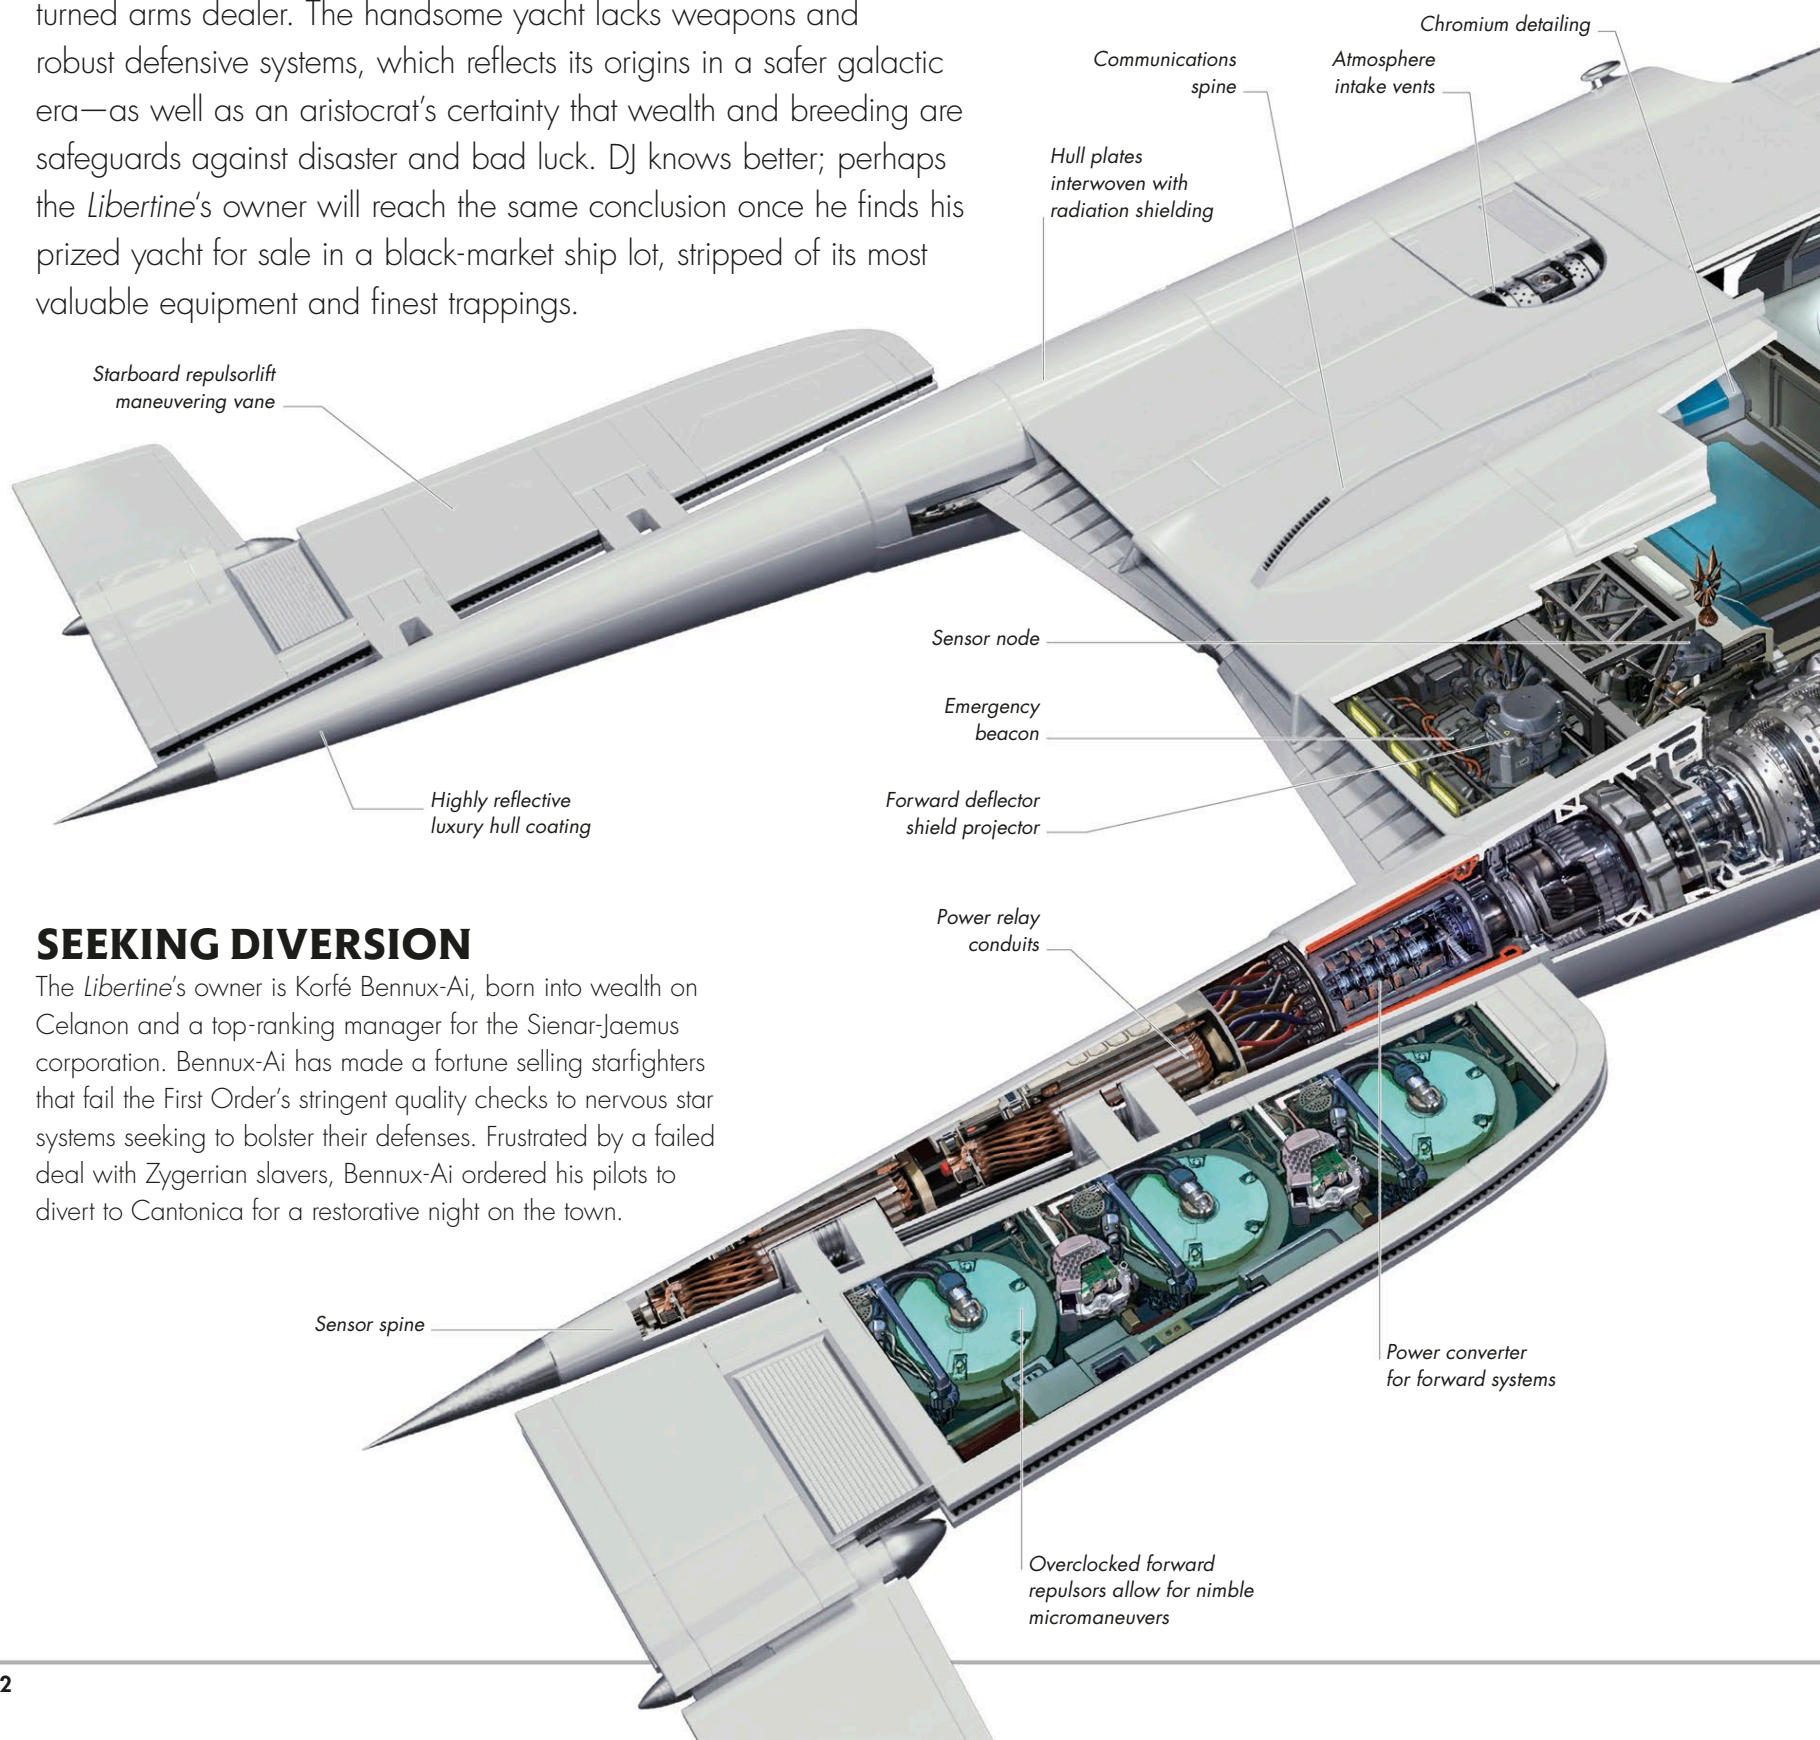 turned arms dealer. The handsome yacht lacks weapons and
robust defensive systems, which reflects its origins in a safer galactic
era—as well as an aristocrat’s certainty that wealth and breeding are
safeguards against disaster and bad luck. DJ knows better; perhaps
the Libertine‘s owner will reach the same conclusion once he finds his
prized yacht for sale in a black-market ship lot, stripped of its most
valuable equipment and finest trappings.
Chromium detailing
Communications
spine
Atmosphere
intake vents
Hull plates
interwoven with
radiation shielding
Starboard repulsorlift
maneuvering vane
Sensor node
Emergency
beacon
Highly reflective
luxury hull coating
Forward deflector
shield projector
Power relay
conduits
SEEKING DIVERSION
The Libertine’s owner is Korfé Bennux-Ai, born into wealth on
Celanon and a top-ranking manager for the Sienar-Jaemus
corporation. Bennux-Ai has made a fortune selling starfighters
that fail the First Order’s stringent quality checks to nervous star
systems seeking to bolster their defenses. Frustrated by a failed
deal with Zygerrian slavers, Bennux-Ai ordered his pilots to
divert to Cantonica for a restorative night on the town.
Sensor spine
Power converter
for forward systems
Overclocked forward
repulsors allow for nimble
micromaneuvers
2